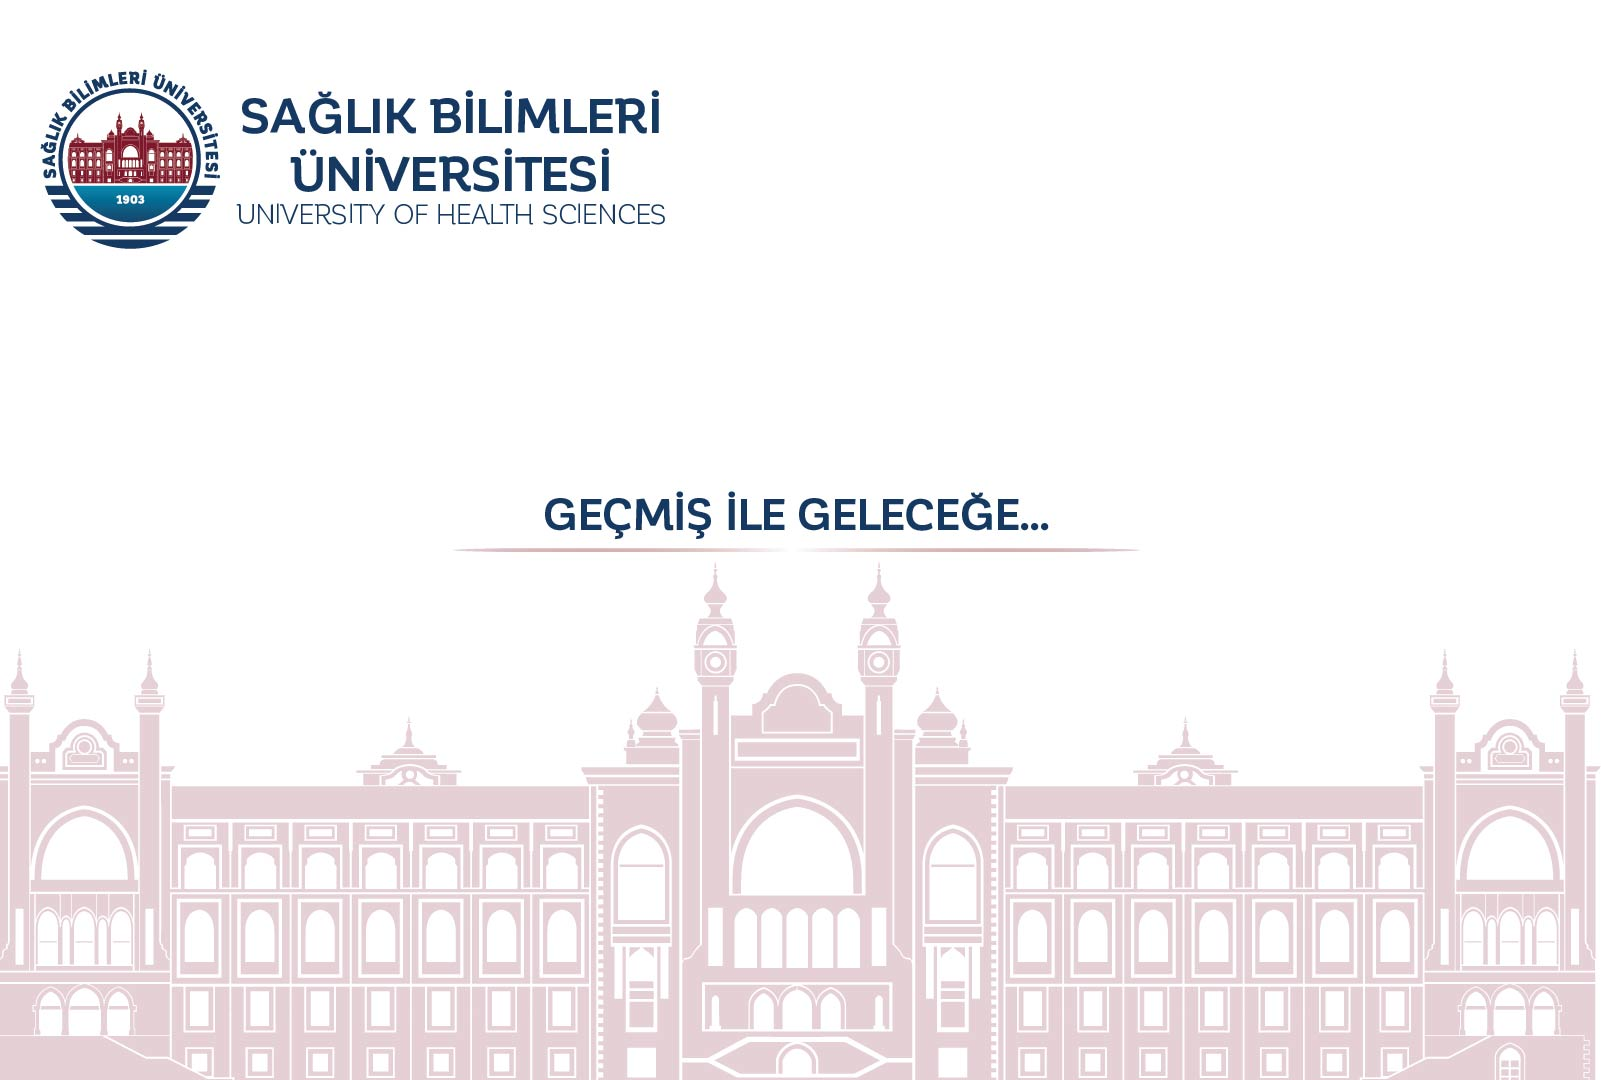 SAĞLIK BİLİMLERİ ÜNİVERSİTESİ
1903
SAĞLIK BİLİMLERİ
ÜNİVERSİTESİ
UNIVERSITY OF HEALTH SCIENCES
GEÇMİŞ İLE GELECEĞE...